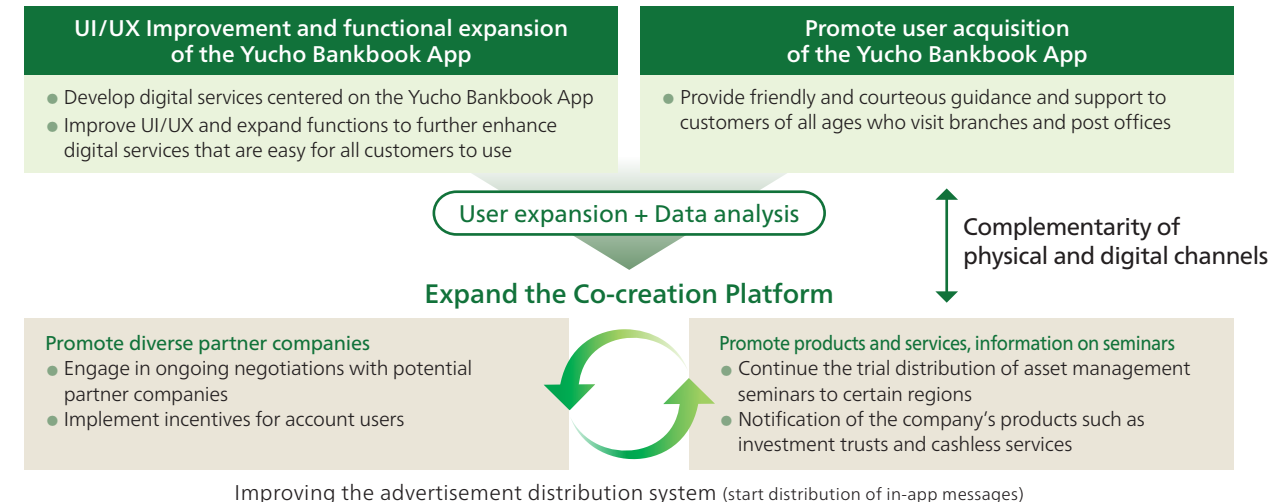 UI/UX Improvement and functional expansion
of the Yucho Bankbook App
● Develop digital services centered on the Yucho Bankbook App
● Improve UI/UX and expand functions to further enhance
digital services that are easy for all customers to use
Promote user acquisition
of the Yucho Bankbook App
● Provide friendly and courteous guidance and support to
customers of all ages who visit branches and post offices
User expansion + Data analysis
Complementarity of
physical and digital channels
Expand the Co-creation Platform
Promote diverse partner companies
● Engage in ongoing negotiations with potential
partner companies
● Implement incentives for account users
Promote products and services, information on seminars
● Continue the trial distribution of asset management
seminars to certain regions
● Notification of the company's products such as
investment trusts and cashless services
Improving the advertisement distribution system (start distribution of in-app messages)